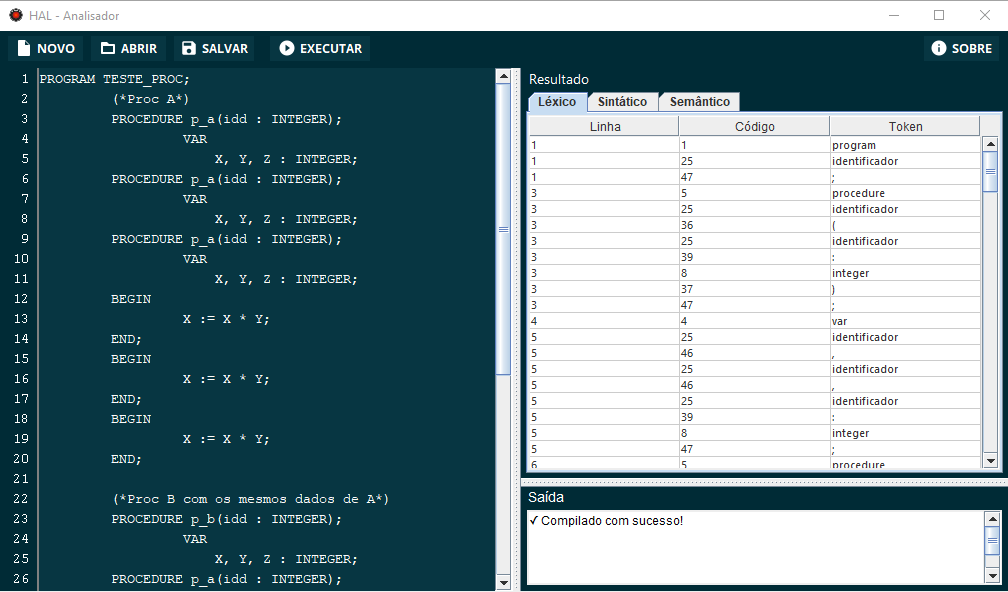 HAL - Analisador
NOVO ABRIR SALVAR EXECUTAR SOBRE
1 PROGRAM TESTE_PROC;
2 (*Proc A*)
3 PROCEDURE p_a(idd : INTEGER);
4 VAR
5 X, Y, Z : INTEGER;
6 PROCEDURE p_a(idd : INTEGER);
7 VAR
8 X, Y, Z : INTEGER;
9 PROCEDURE p_a(idd : INTEGER);
10 VAR
11 X, Y, Z : INTEGER;
12 BEGIN
13 X := X * Y;
14 END;
15 BEGIN
16 X := X * Y;
17 END;
18 BEGIN
19 X := X * Y;
20 END;
21
22 (*Proc B com os mesmos dados de A*)
23 PROCEDURE p_b(idd : INTEGER);
24 VAR
25 X, Y, Z : INTEGER;
26 PROCEDURE p_a(idd : INTEGER);
Resultado
Léxico Sintático Semântico
Linha Código Token
1 1 program
1 25 identificador
1 47 ;
3 5 procedure
3 25 identificador
3 36 (
3 25 identificador
3 39 :
3 8 integer
3 37 )
3 47 ;
4 4 var
5 25 identificador
5 46 ,
5 25 identificador
5 46 ,
5 25 identificador
5 39 :
5 8 integer
5 47 ;
6 5 procedure
Saída
✓ Compilado com sucesso!